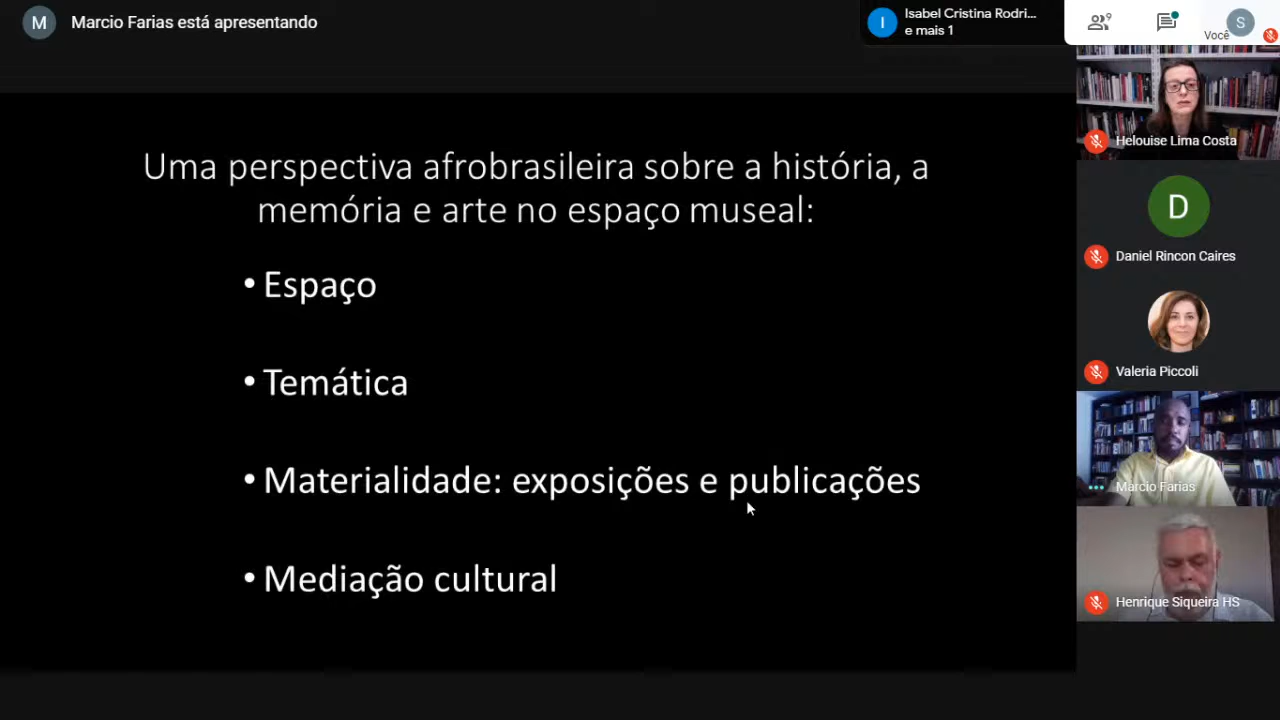 M
Marcio Farias está apresentando
I
Isabel Cristina Rodri...
e mais 1
9
S
Você
Uma perspectiva afrobrasileira sobre a história, a
memória e arte no espaço museal:
• Espaço
• Temática
• Materialidade: exposições e publicações
• Mediação cultural
Helouise Lima Costa
D
Daniel Rincon Caires
Valeria Piccoli
Marcio Farias
Henrique Siqueira HS